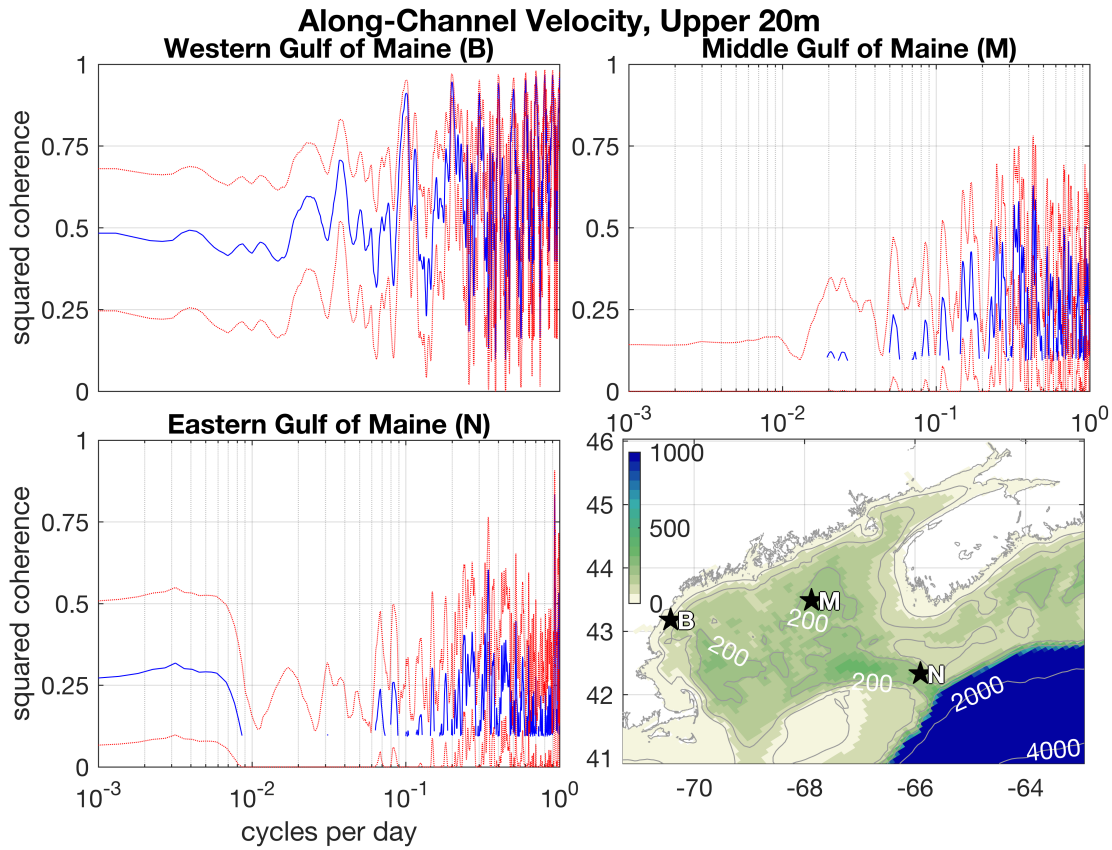 Along-Channel Velocity, Upper 20m
Western Gulf of Maine (B)
Middle Gulf of Maine (M)
squared coherence
1
0.75
0.5
0.25
0
1
0.75
0.5
0.25
0
10^-3 10^-2 10^-1 10^0
Eastern Gulf of Maine (N)
squared coherence
1
0.75
0.5
0.25
0
10^-3 10^-2 10^-1 10^0
cycles per day
46
45
44
43
42
41
1000
500
0
B
M
N
200
200
200
2000
4000
-70 -68 -66 -64